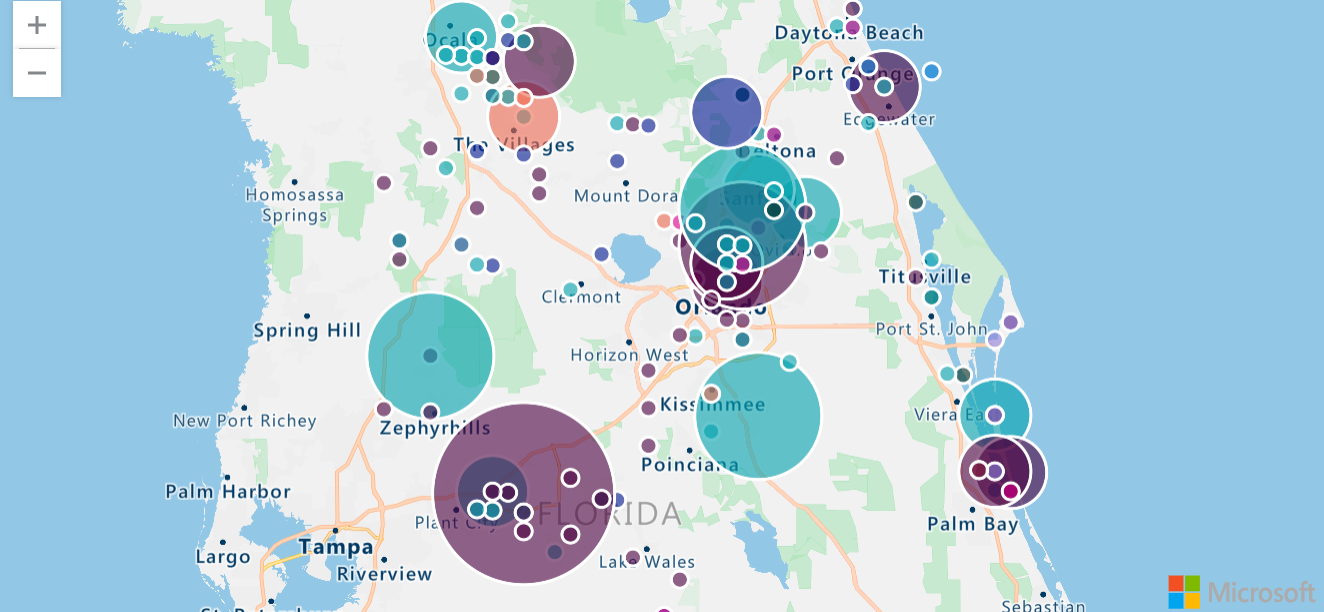 +
−
Ocala
Daytona Beach
Port Orange
Edgewater
The Villages
Deltona
Homosassa
Springs
Mount Dora
Titusville
Clermont
Orlando
Spring Hill
Port St. John
Horizon West
Kissimmee
New Port Richey
Viera Ea
Zephyrhills
Poinciana
Palm Harbor
FLORIDA
Plant City
Palm Bay
Tampa
Largo
Lake Wales
Riverview
Microsoft
Sebastian